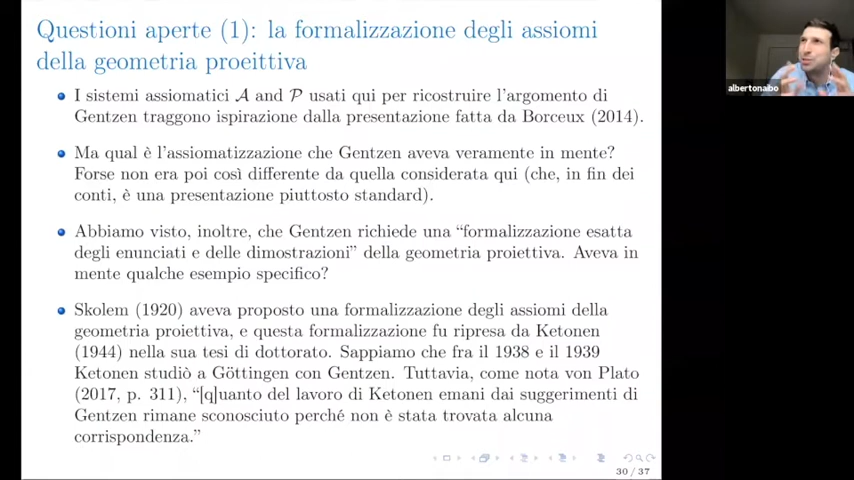 Questioni aperte (1): la formalizzazione degli assiomi
della geometria proeittiva
I sistemi assiomatici 𝒜 and 𝒫 usati qui per ricostruire l'argomento di
Gentzen traggono ispirazione dalla presentazione fatta da Borceux (2014).
Ma qual è l'assiomatizzazione che Gentzen aveva veramente in mente?
Forse non era poi così differente da quella considerata qui (che, in fin dei
conti, è una presentazione piuttosto standard).
Abbiamo visto, inoltre, che Gentzen richiede una “formalizzazione esatta
degli enunciati e delle dimostrazioni” della geometria proiettiva. Aveva in
mente qualche esempio specifico?
Skolem (1920) aveva proposto una formalizzazione degli assiomi della
geometria proiettiva, e questa formalizzazione fu ripresa da Ketonen
(1944) nella sua tesi di dottorato. Sappiamo che fra il 1938 e il 1939
Ketonen studiò a Göttingen con Gentzen. Tuttavia, come nota von Plato
(2017, p. 311), “[q]uanto del lavoro di Ketonen emani dai suggerimenti di
Gentzen rimane sconosciuto perché non è stata trovata alcuna
corrispondenza.”
30 / 37
albertonaibo